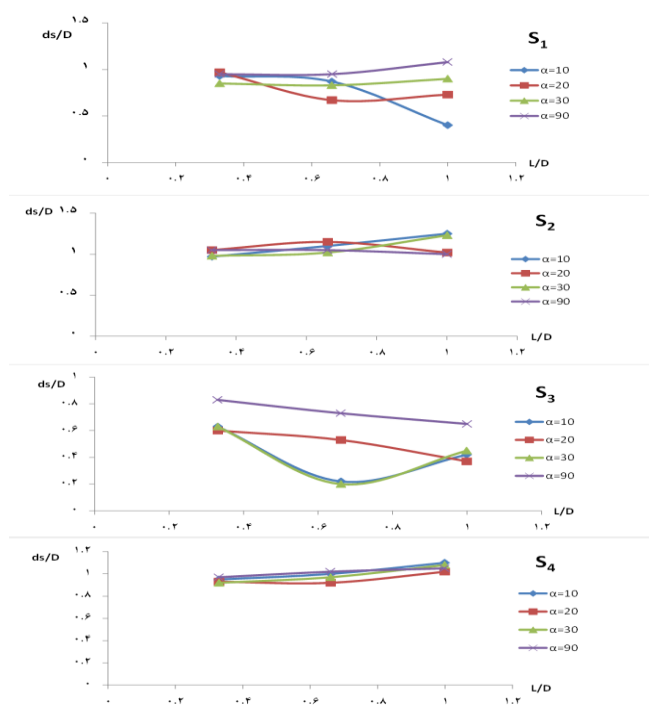 ds/D
۱.۵
۱
۰.۵
۰
S₁
α=10
α=20
α=30
α=90
L/D
۰ ۰.۲ ۰.۴ ۰.۶ ۰.۸ ۱ ۱.۲
ds/D
۱.۵
۱
۰.۵
۰
S₂
α=10
α=20
α=30
α=90
L/D
۰ ۰.۲ ۰.۴ ۰.۶ ۰.۸ ۱ ۱.۲
ds/D
۱
۰.۸
۰.۶
۰.۴
۰.۲
۰
S₃
α=10
α=20
α=30
α=90
L/D
۰ ۰.۲ ۰.۴ ۰.۶ ۰.۸ ۱ ۱.۲
ds/D
۱.۲
۱
۰.۸
۰.۶
۰.۴
۰.۲
۰
S₄
α=10
α=20
α=30
α=90
L/D
۰ ۰.۲ ۰.۴ ۰.۶ ۰.۸ ۱ ۱.۲